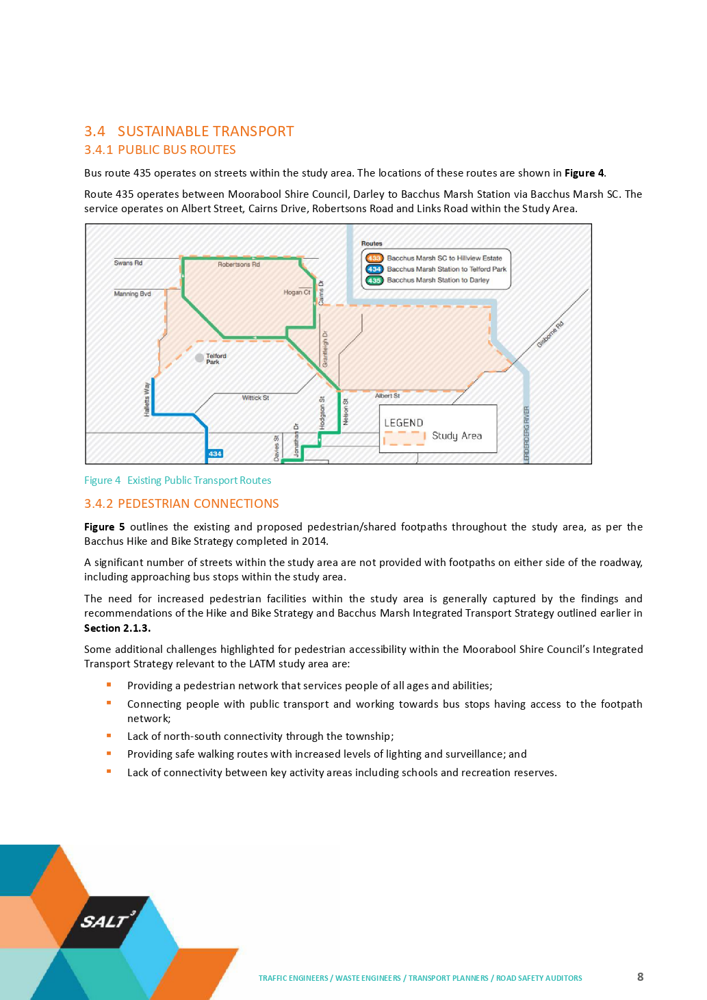 3.4 SUSTAINABLE TRANSPORT
3.4.1 PUBLIC BUS ROUTES
Bus route 435 operates on streets within the study area. The locations of these routes are shown in Figure 4.
Route 435 operates between Moorabool Shire Council, Darley to Bacchus Marsh Station via Bacchus Marsh SC. The
service operates on Albert Street, Cairns Drive, Robertsons Road and Links Road within the Study Area.
Routes
433 Bacchus Marsh SC to Hillview Estate
434 Bacchus Marsh Station to Telford Park
435 Bacchus Marsh Station to Darley
Swans Rd
Robertsons Rd
Manning Bvd
Hogan Ct
Cairns Dr
Gisborne Rd
Grantleigh Dr
Telford
Park
Halletts Way
Wittick St
Albert St
Hodgson St
Nelson St
Jonathan Dr
Davies St
434
LERDERDERG RIVER
LEGEND
Study Area
Figure 4 Existing Public Transport Routes
3.4.2 PEDESTRIAN CONNECTIONS
Figure 5 outlines the existing and proposed pedestrian/shared footpaths throughout the study area, as per the
Bacchus Hike and Bike Strategy completed in 2014.
A significant number of streets within the study area are not provided with footpaths on either side of the roadway,
including approaching bus stops within the study area.
The need for increased pedestrian facilities within the study area is generally captured by the findings and
recommendations of the Hike and Bike Strategy and Bacchus Marsh Integrated Transport Strategy outlined earlier in
Section 2.1.3.
Some additional challenges highlighted for pedestrian accessibility within the Moorabool Shire Council’s Integrated
Transport Strategy relevant to the LATM study area are:
▪ Providing a pedestrian network that services people of all ages and abilities;
▪ Connecting people with public transport and working towards bus stops having access to the footpath
network;
▪ Lack of north-south connectivity through the township;
▪ Providing safe walking routes with increased levels of lighting and surveillance; and
▪ Lack of connectivity between key activity areas including schools and recreation reserves.
SALT3
TRAFFIC ENGINEERS / WASTE ENGINEERS / TRANSPORT PLANNERS / ROAD SAFETY AUDITORS
8